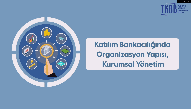 Katılım Bankacılığında
Organizasyon Yapısı,
Kurumsal Yönetim